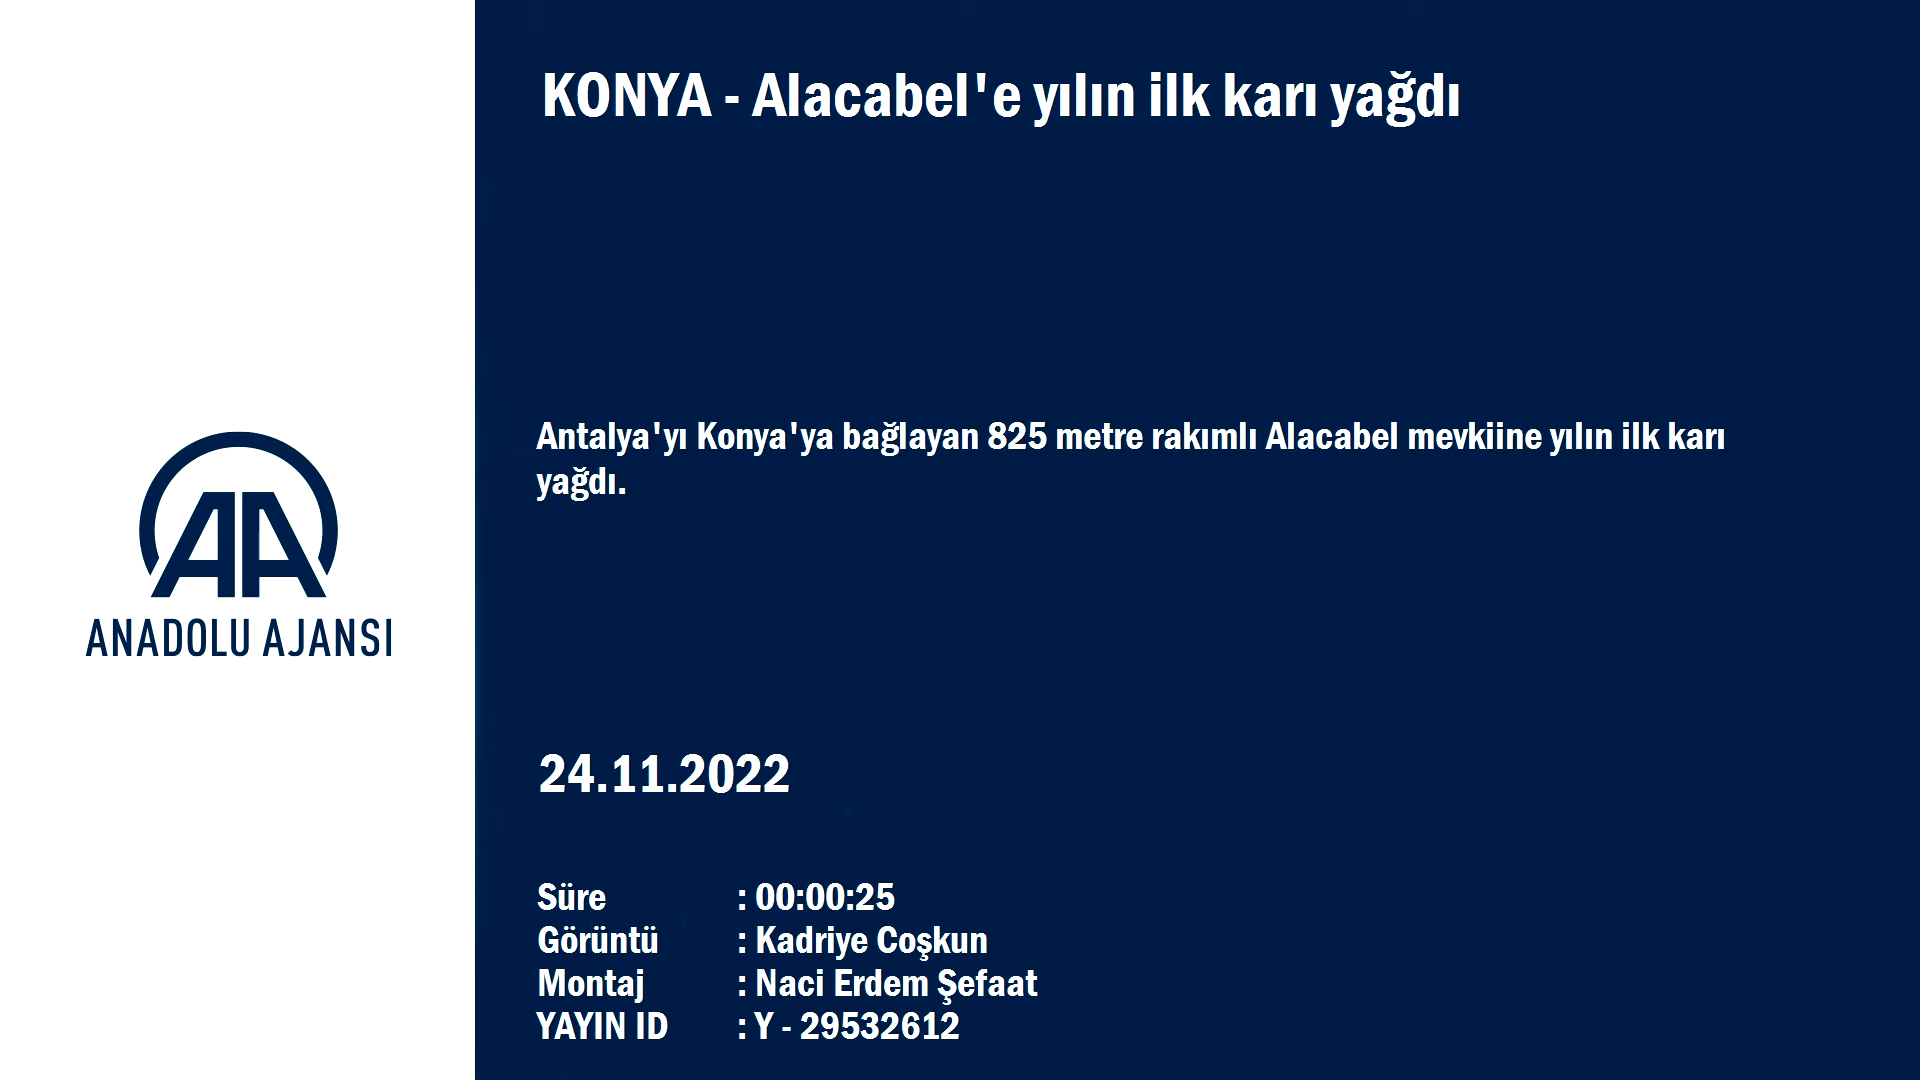 KONYA - Alacabel'e yılın ilk karı yağdı
Antalya'yı Konya'ya bağlayan 825 metre rakımlı Alacabel mevkiine yılın ilk karı
yağdı.
AA
ANADOLU AJANSI
24.11.2022
Süre : 00:00:25
Görüntü : Kadriye Coşkun
Montaj : Naci Erdem Şefaat
YAYIN ID : Y - 29532612